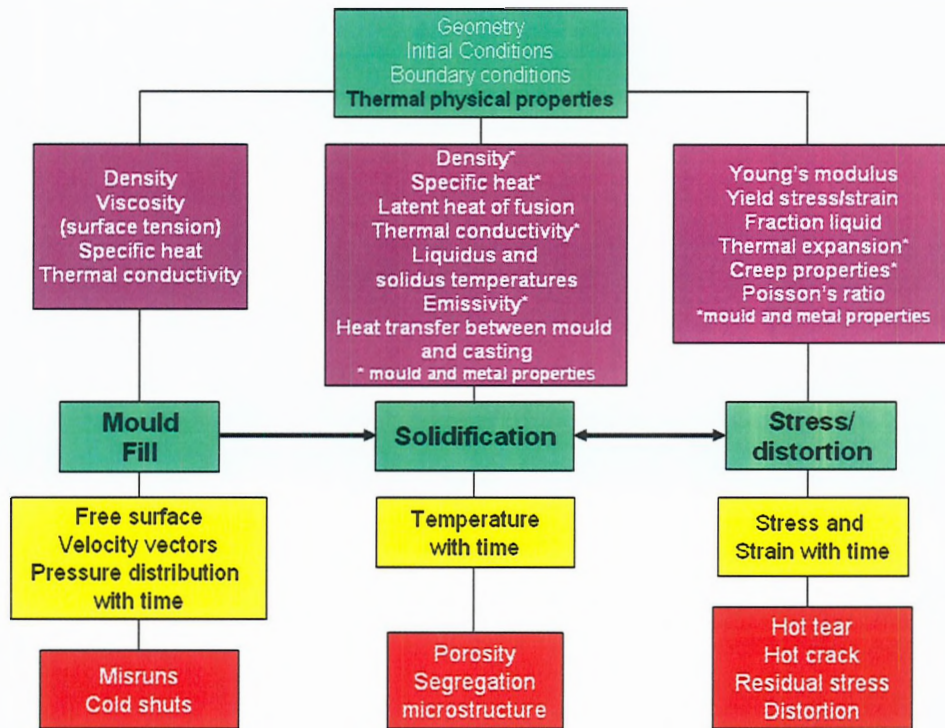 Geometry
Initial Conditions
Boundary conditions
Thermal physical properties
Density
Viscosity
(surface tension)
Specific heat
Thermal conductivity
Density*
Specific heat*
Latent heat of fusion
Thermal conductivity*
Liquidus and
solidus temperatures
Emissivity*
Heat transfer between mould
and casting
* mould and metal properties
Young's modulus
Yield stress/strain
Fraction liquid
Thermal expansion*
Creep properties*
Poisson's ratio
*mould and metal properties
Mould
Fill
Solidification
Stress/
distortion
Free surface
Velocity vectors
Pressure distribution
with time
Temperature
with time
Stress and
Strain with time
Misruns
Cold shuts
Porosity
Segregation
microstructure
Hot tear
Hot crack
Residual stress
Distortion